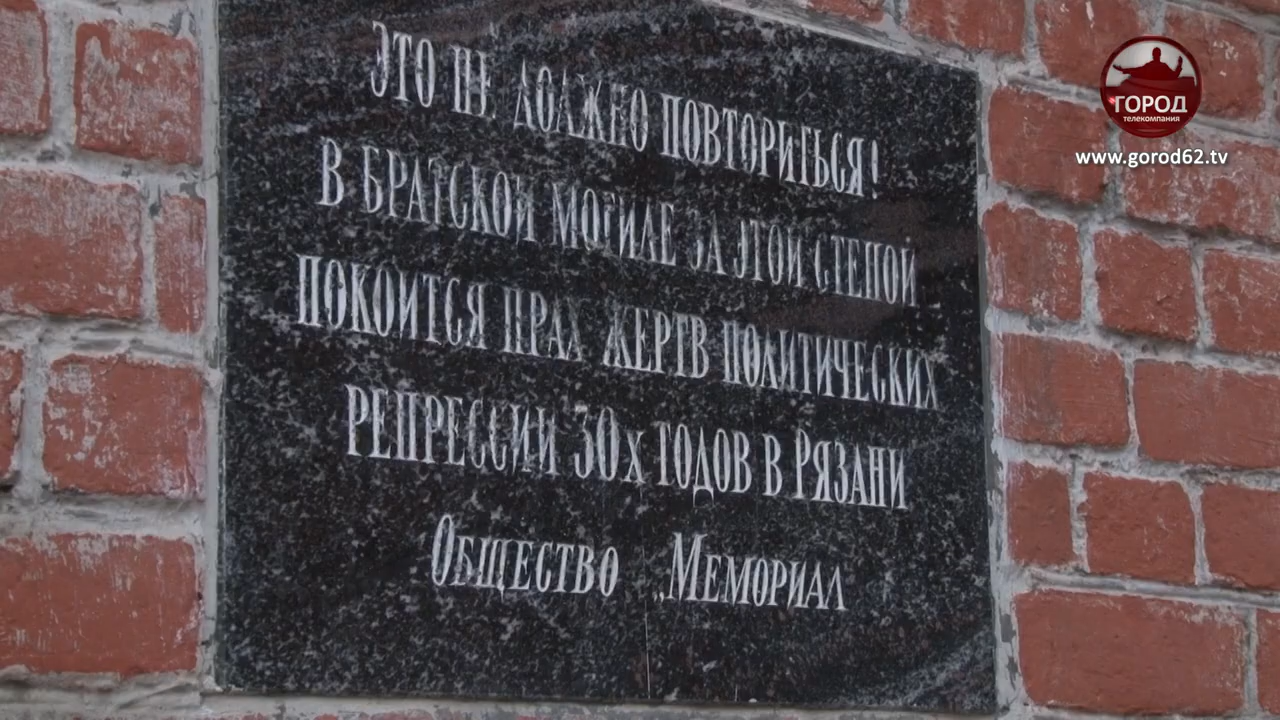 ЭТО НЕ ДОЛЖНО ПОВТОРИТЬСЯ!
В БРАТСКОЙ МОГИЛЕ ЗА ЭТОЙ СТЕНОЙ
ПОКОИТСЯ ПРАХ ЖЕРТВ ПОЛИТИЧЕСКИХ
РЕПРЕССИИ 30х ГОДОВ В РЯЗАНИ
ОБЩЕСТВО „МЕМОРИАЛ
ГОРОД
ТЕЛЕКОМПАНИЯ
www.gorod62.tv